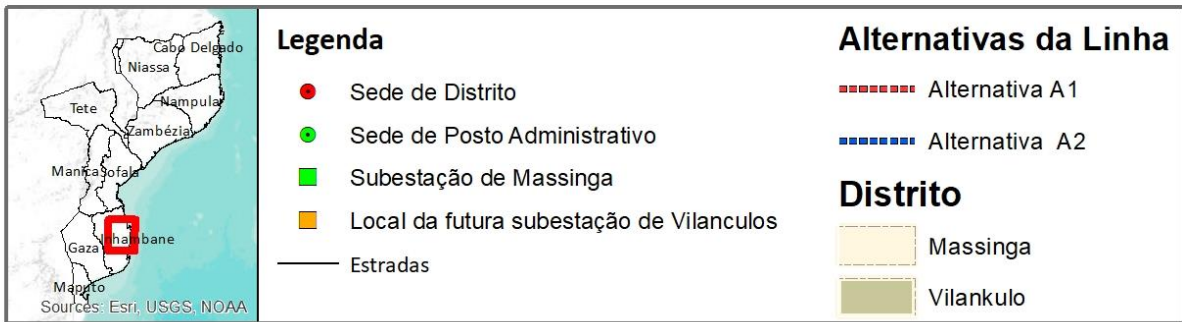 Cabo Delgado
Niassa
Nampula
Tete
Zambézia
Manica
Sofala
Inhambane
Gaza
Maputo
Sources: Esri, USGS, NOAA
Legenda
Sede de Distrito
Sede de Posto Administrativo
Subestação de Massinga
Local da futura subestação de Vilanculos
Estradas
Alternativas da Linha
Alternativa A1
Alternativa A2
Distrito
Massinga
Vilankulo